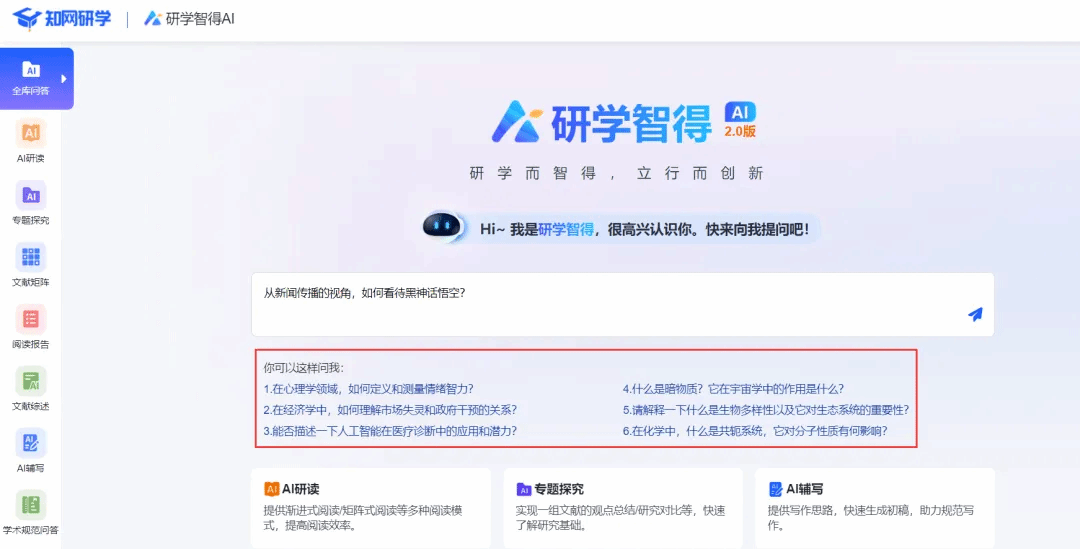 知网研学 | 研学智得AI
AI
全库问答
AI
AI研读
AI
专题探究
文献矩阵
阅读报告
AI
文献综述
AI
AI辅写
学术规范问答
研学智得 AI
2.0版
研学而智得，立行而创新
Hi~ 我是研学智得，很高兴认识你。快来向我提问吧！
从新闻传播的视角，如何看待黑神话悟空？
你可以这样问我：
1.在心理学领域，如何定义和测量情绪智力？
2.在经济学中，如何理解市场失灵和政府干预的关系？
3.能否描述一下人工智能在医疗诊断中的应用和潜力？
4.什么是暗物质？它在宇宙学中的作用是什么？
5.请解释一下什么是生物多样性以及它对生态系统的重要性？
6.在化学中，什么是共轭系统，它对分子性质有何影响？
AI AI研读
提供渐进式阅读/矩阵式阅读等多种阅读模
式，提高阅读效率。
AI 专题探究
实现一组文献的观点总结/研究对比等，快速
了解研究基础。
AI AI辅写
提供写作思路，快速生成初稿，助力规范写
作。